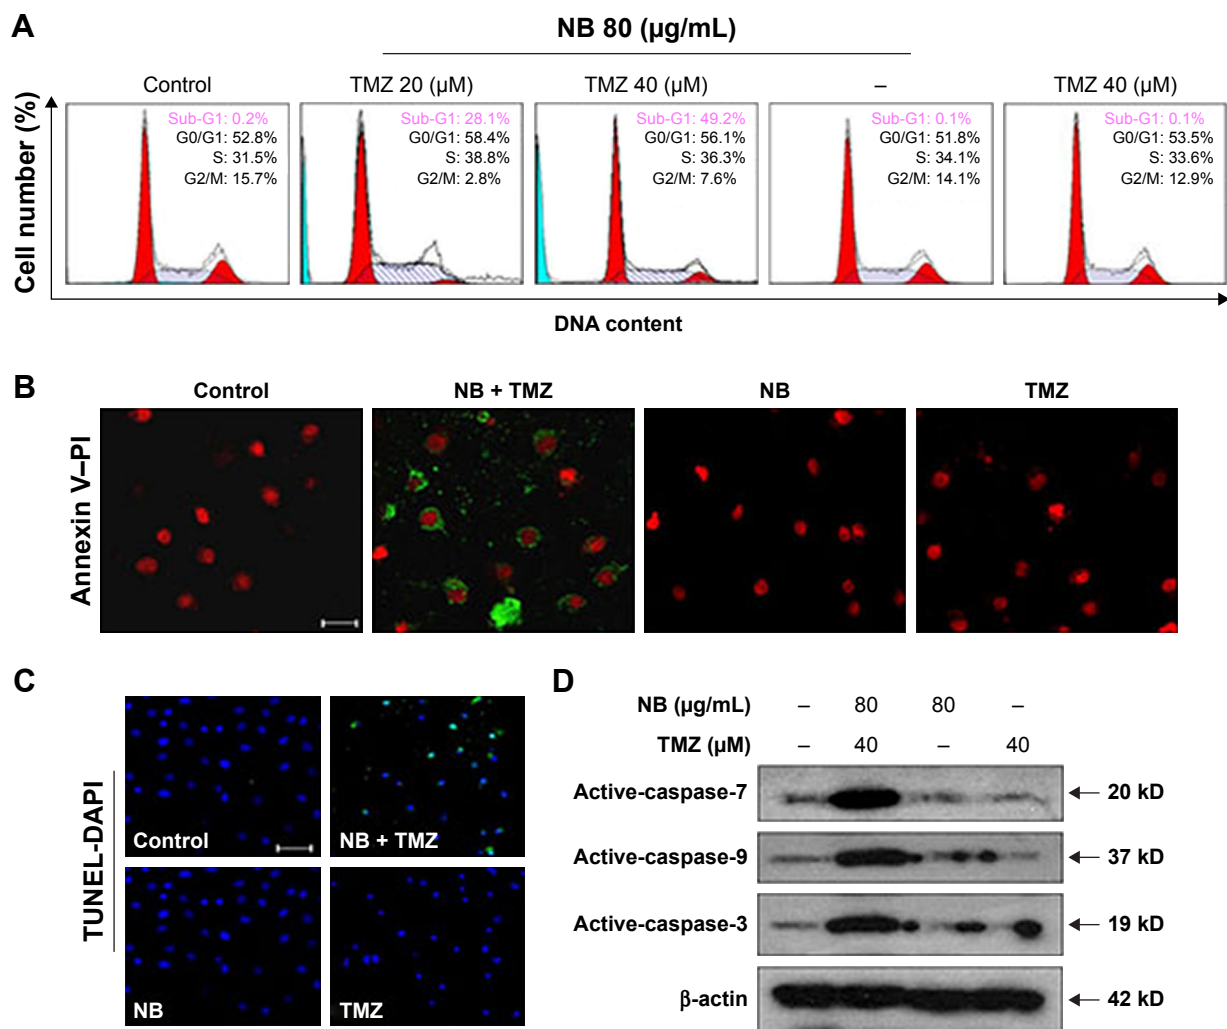 A
NB 80 (µg/mL)
Control
TMZ 20 (µM)
TMZ 40 (µM)
–
TMZ 40 (µM)
Cell number (%)
Sub-G1: 0.2%
G0/G1: 52.8%
S: 31.5%
G2/M: 15.7%
Sub-G1: 28.1%
G0/G1: 58.4%
S: 38.8%
G2/M: 2.8%
Sub-G1: 49.2%
G0/G1: 56.1%
S: 36.3%
G2/M: 7.6%
Sub-G1: 0.1%
G0/G1: 51.8%
S: 34.1%
G2/M: 14.1%
Sub-G1: 0.1%
G0/G1: 53.5%
S: 33.6%
G2/M: 12.9%
DNA content
B
Control
NB + TMZ
NB
TMZ
Annexin V–PI
C
TUNEL-DAPI
Control
NB + TMZ
NB
TMZ
D
NB (µg/mL) – 80 80 –
TMZ (µM) – 40 – 40
Active-caspase-7 20 kD
Active-caspase-9 37 kD
Active-caspase-3 19 kD
β-actin 42 kD